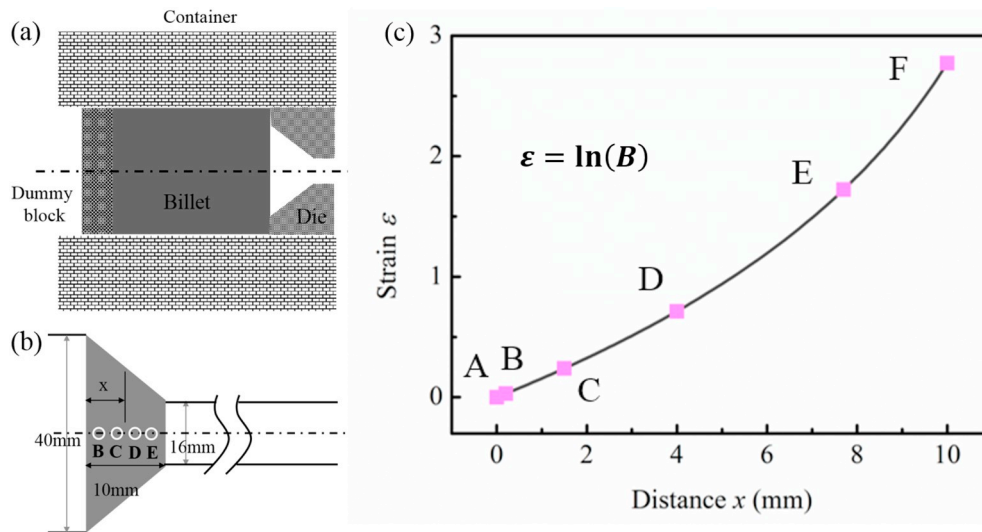 (a)
Container
Dummy
block
Billet
Die
(b)
x
40mm
B C D E
16mm
10mm
(c)
3
2
1
0
Strain ε
ε = ln(B)
A
B
C
D
E
F
0 2 4 6 8 10
Distance x (mm)